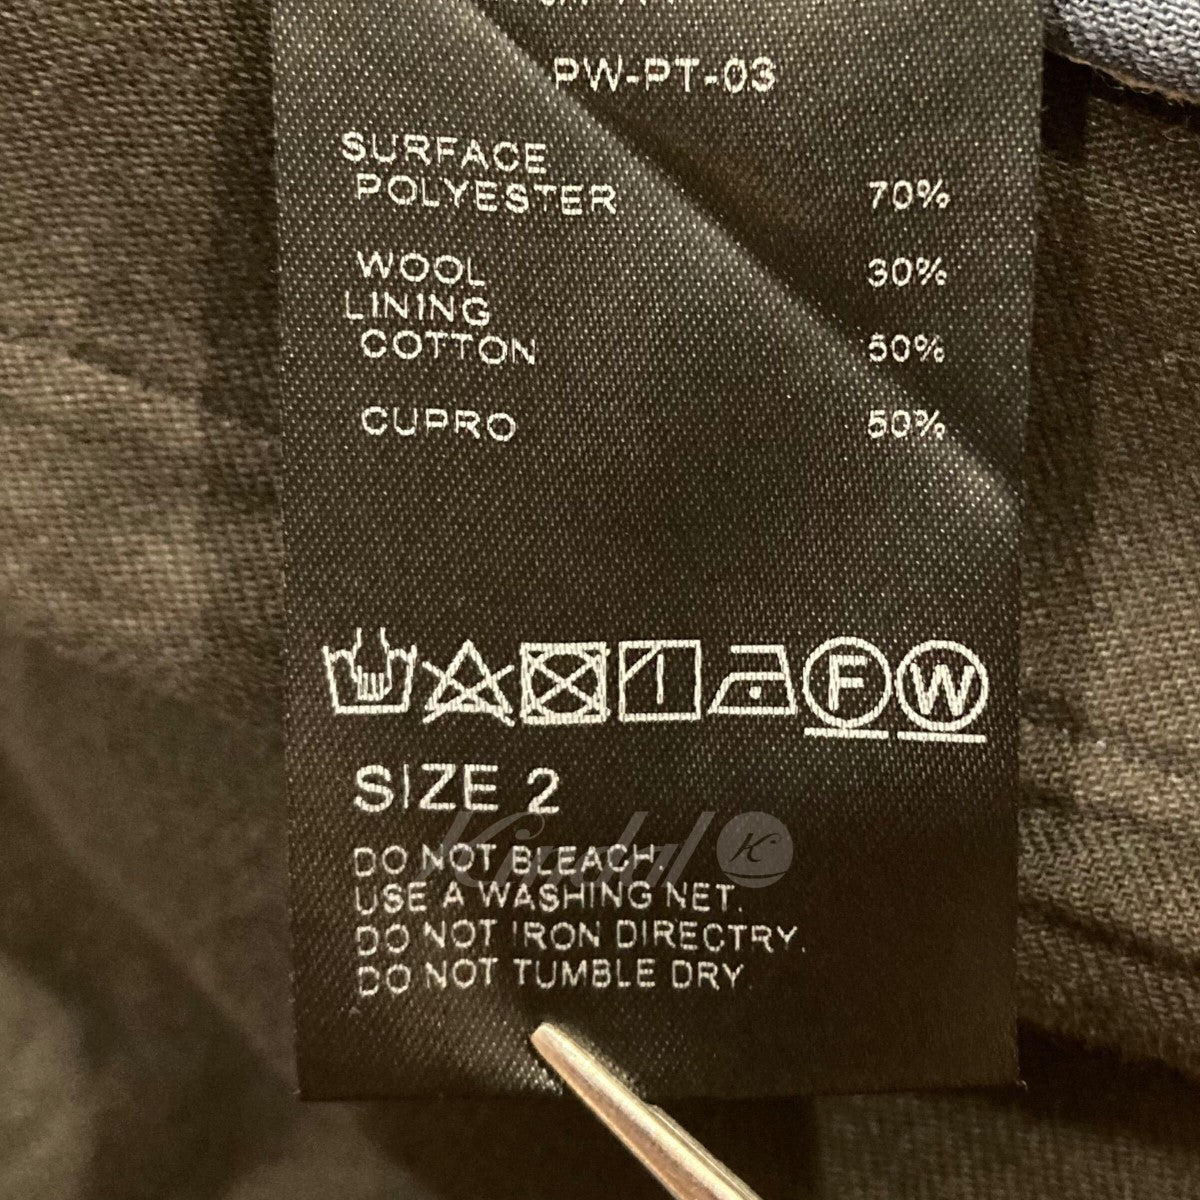 PW-PT-03
SURFACE
POLYESTER 70%
WOOL 30%
LINING
COTTON 50%
CUPRO 50%
F W
SIZE 2
Kindal K
DO NOT BLEACH.
USE A WASHING NET.
DO NOT IRON DIRECTRY.
DO NOT TUMBLE DRY.